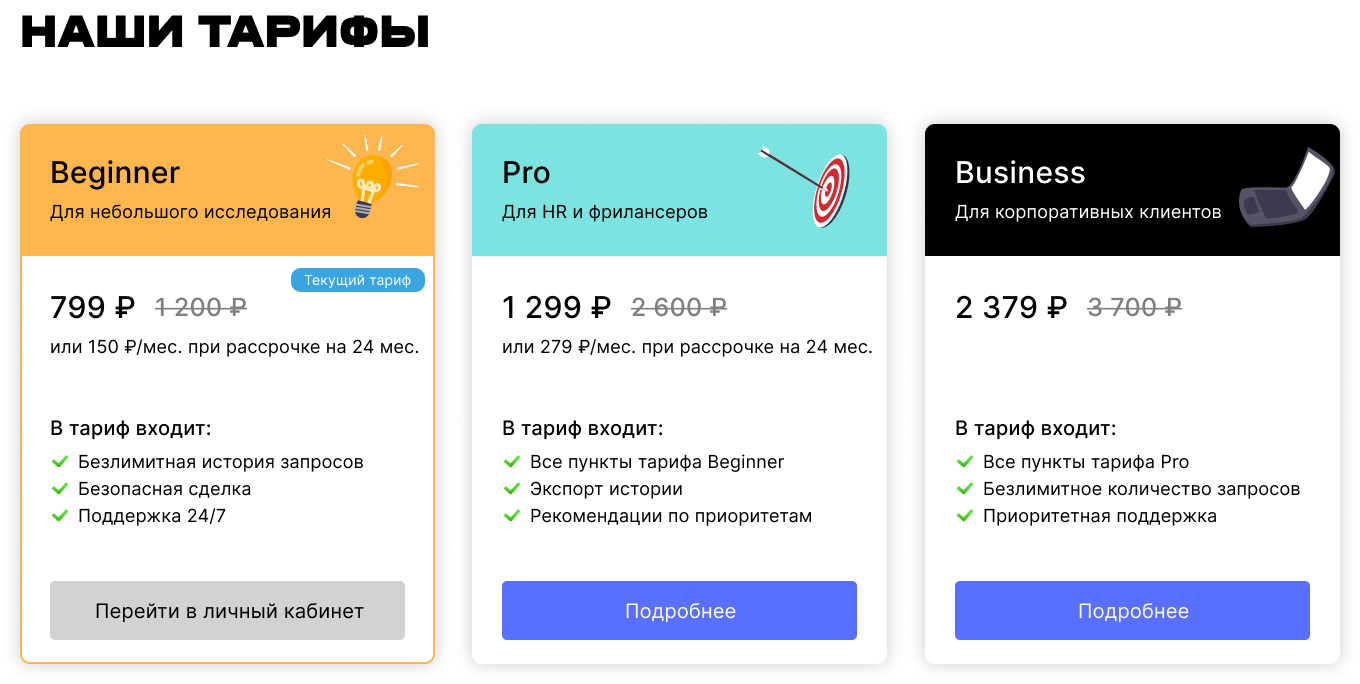 НАШИ ТАРИФЫ
Beginner
Для небольшого исследования
Текущий тариф
799 ₽ 1 200 ₽
или 150 ₽/мес. при рассрочке на 24 мес.
В тариф входит:
Безлимитная история запросов
Безопасная сделка
Поддержка 24/7
Перейти в личный кабинет
Pro
Для HR и фрилансеров
1 299 ₽ 2 600 ₽
или 279 ₽/мес. при рассрочке на 24 мес.
В тариф входит:
Все пункты тарифа Beginner
Экспорт истории
Рекомендации по приоритетам
Подробнее
Business
Для корпоративных клиентов
2 379 ₽ 3 700 ₽
В тариф входит:
Все пункты тарифа Pro
Безлимитное количество запросов
Приоритетная поддержка
Подробнее